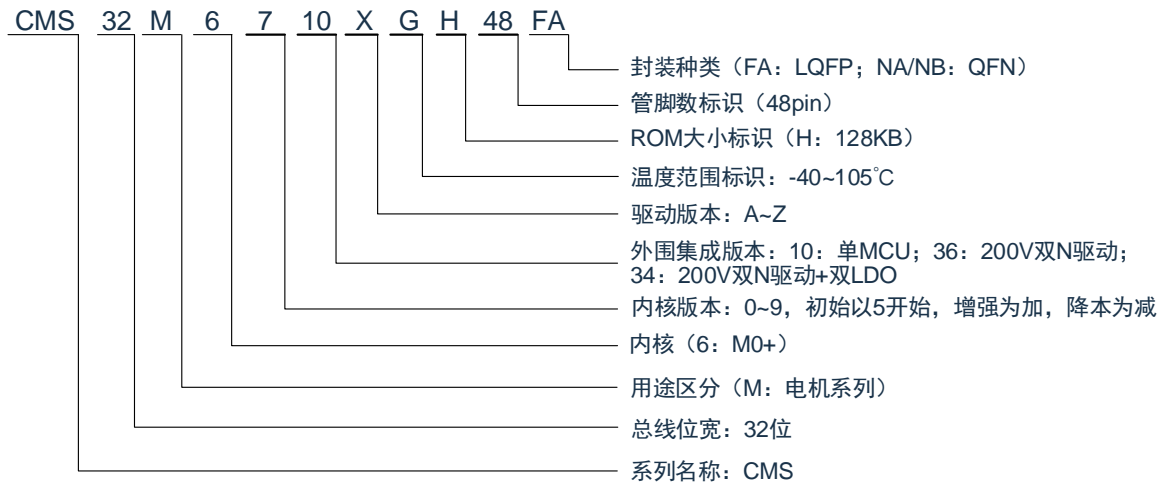 CMS 32 M 6 7 10 X G H 48 FA
封装种类（FA：LQFP；NA/NB：QFN）
管脚数标识（48pin）
ROM大小标识（H：128KB）
温度范围标识：-40~105℃
驱动版本：A~Z
外围集成版本：10：单MCU；36：200V双N驱动；
34：200V双N驱动+双LDO
内核版本：0~9，初始以5开始，增强为加，降本为减
内核（6：M0+）
用途区分（M：电机系列）
总线位宽：32位
系列名称：CMS